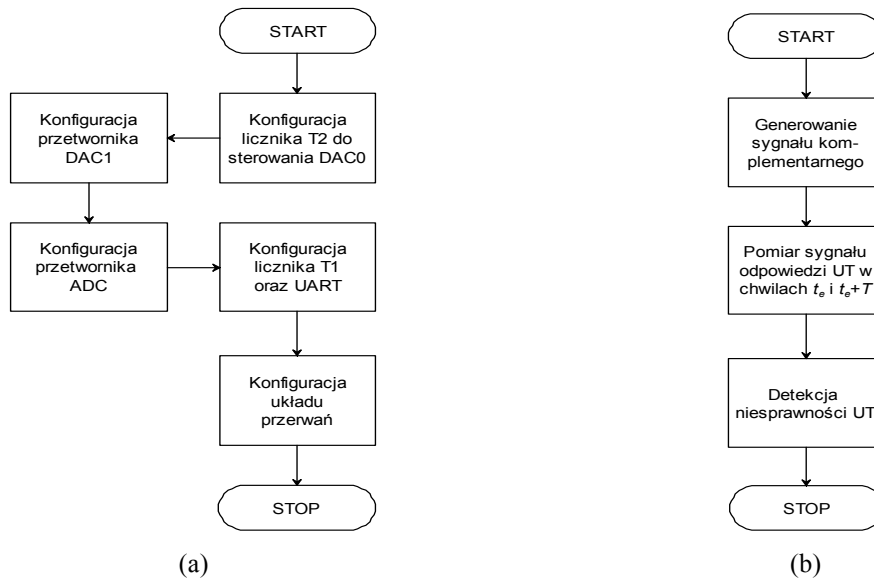 START
Konfiguracja
licznika T2 do
sterowania DAC0
Konfiguracja
przetwornika
DAC1
Konfiguracja
przetwornika
ADC
Konfiguracja
licznika T1
oraz UART
Konfiguracja
układu
przerwań
STOP
(a)
START
Generowanie
sygnału kom-
plementarnego
Pomiar sygnału
odpowiedzi UT w
chwilach te i te+T
Detekcja
niesprawności UT
STOP
(b)